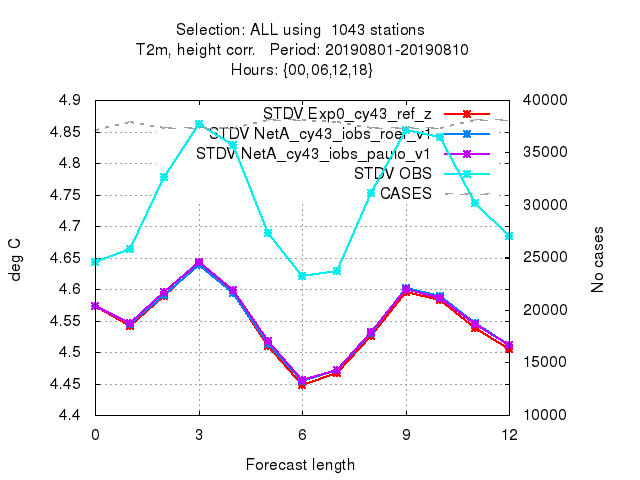 Selection: ALL using  1043 stations
T2m, height corr.   Period: 20190801-20190810
Hours: {00,06,12,18}
4.9
4.85
4.8
4.75
4.7
4.65
4.6
4.55
4.5
4.45
4.4
deg C
STDV Exp0_cy43_ref_z
STDV NetA_cy43_iobs_roer_v1
STDV NetA_cy43_iobs_paulo_v1
STDV OBS
CASES
40000
35000
30000
25000
20000
15000
10000
No cases
0 3 6 9 12
Forecast length